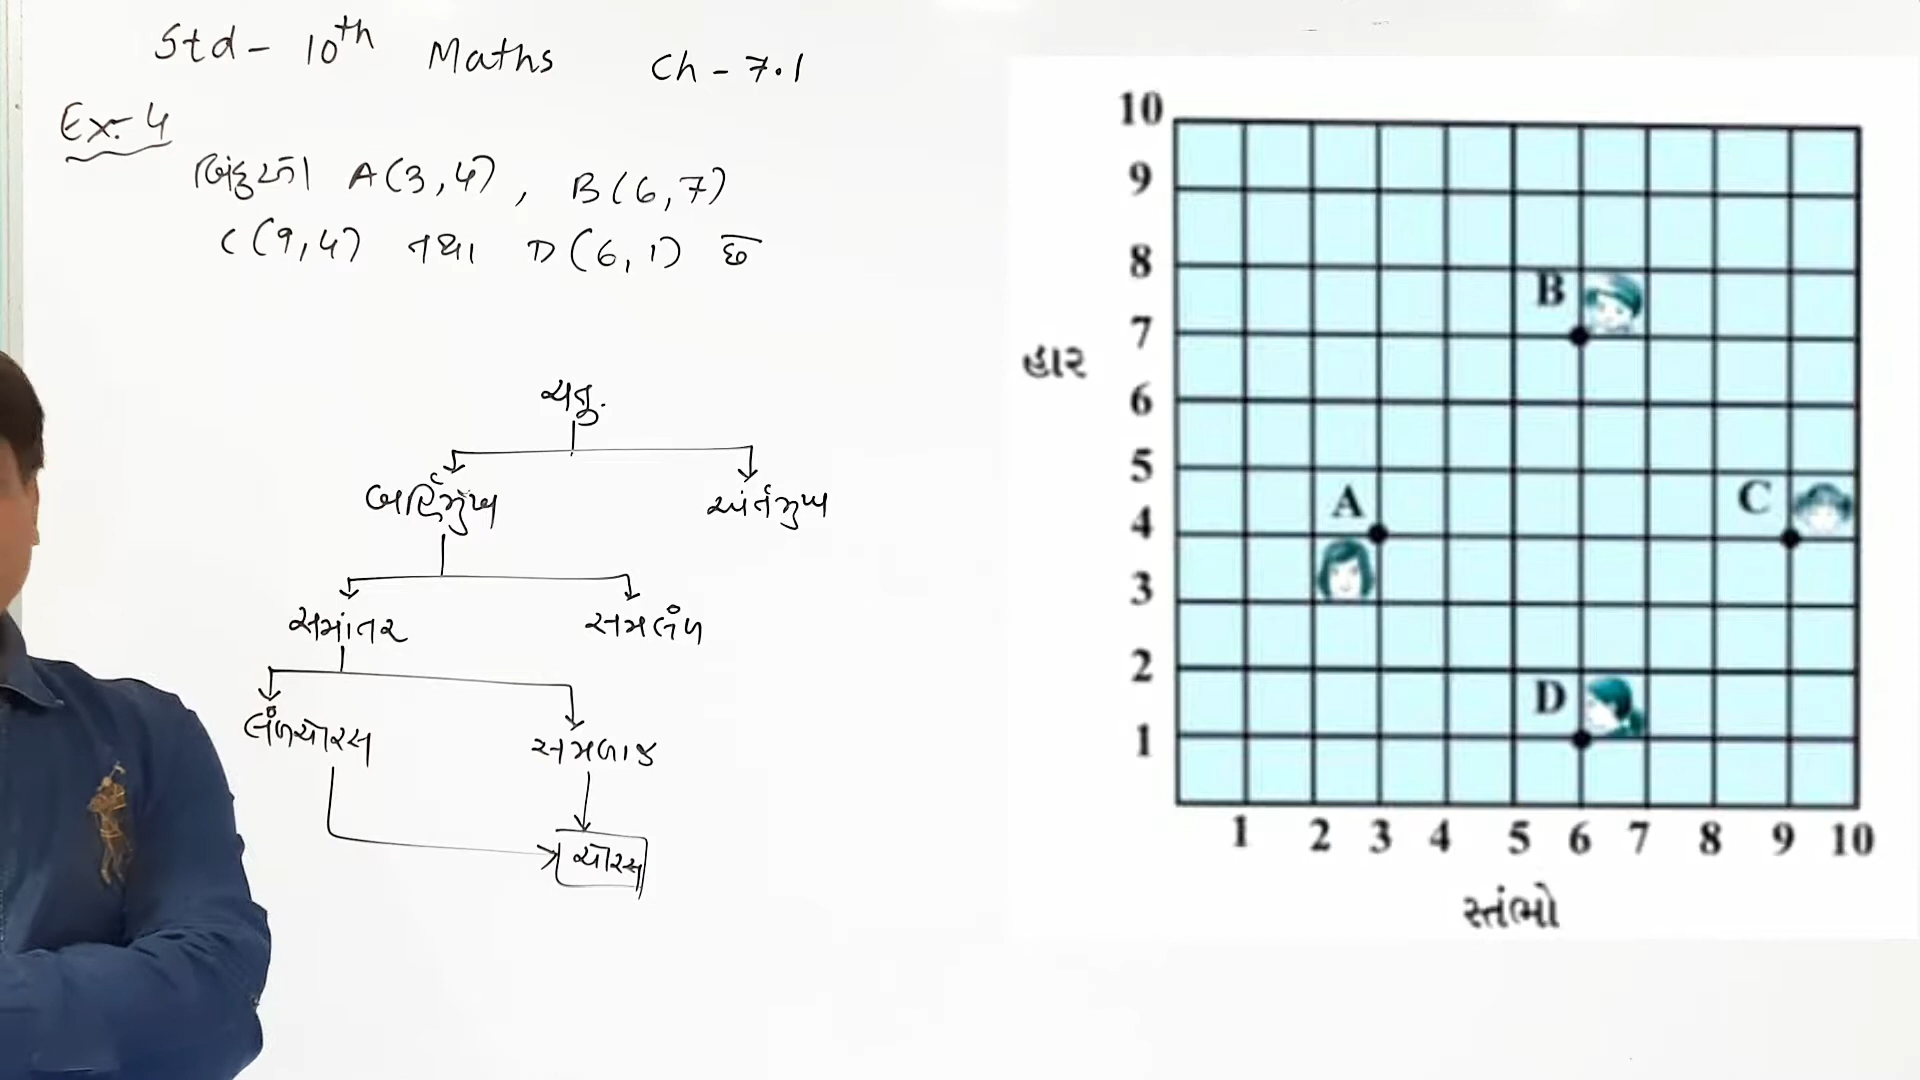 Std - 10th Maths Ch - 7.1
Ex:- 4
બિંદુઓ A(3,4), B(6,7)
C(9,4) તથા D(6,1) છે
ચતુ.
બર્હિમુખ અંર્તમુખ
સમાંતર સમલંબ
લંબચોરસ સમબાજુ
ચોરસ
10
9
8
B
7
હાર
6
5
A C
4
3
2
D
1
1 2 3 4 5 6 7 8 9 10
સ્તંભો